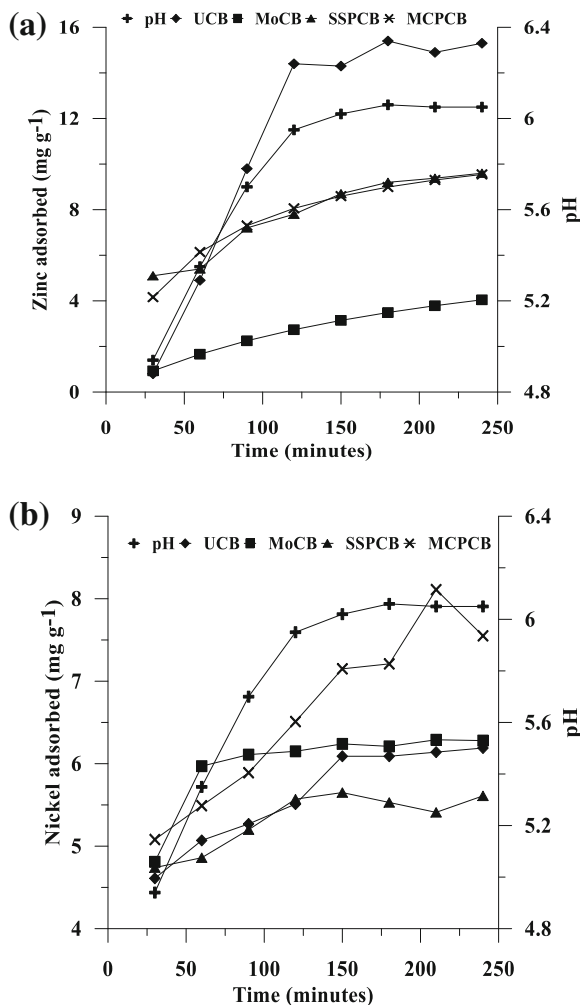 (a)
pH UCB MoCB SSPCB MCPCB
16
12
8
4
0
Zinc adsorbed (mg g-1)
6.4
6
5.6
5.2
4.8
pH
0 50 100 150 200 250
Time (minutes)
(b)
9
8
7
6
5
4
Nickel adsorbed (mg g-1)
pH UCB MoCB SSPCB MCPCB
6.4
6
5.6
5.2
4.8
pH
0 50 100 150 200 250
Time (minutes)